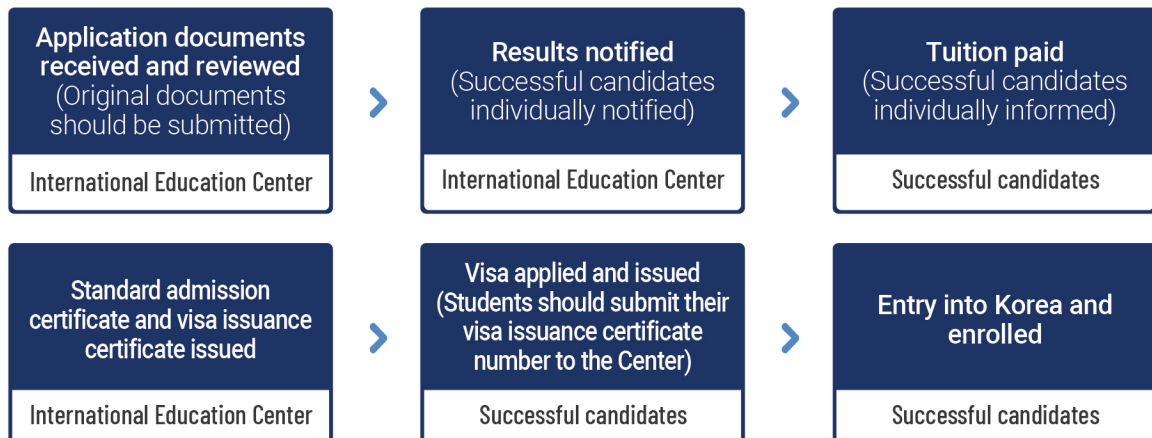 Application documents
received and reviewed
(Original documents
should be submitted)
International Education Center
Results notified
(Successful candidates
individually notified)
International Education Center
Tuition paid
(Successful candidates
individually informed)
Successful candidates
Standard admission
certificate and visa issuance
certificate issued
International Education Center
Visa applied and issued
(Students should submit their
visa issuance certificate
number to the Center)
Successful candidates
Entry into Korea and
enrolled
Successful candidates